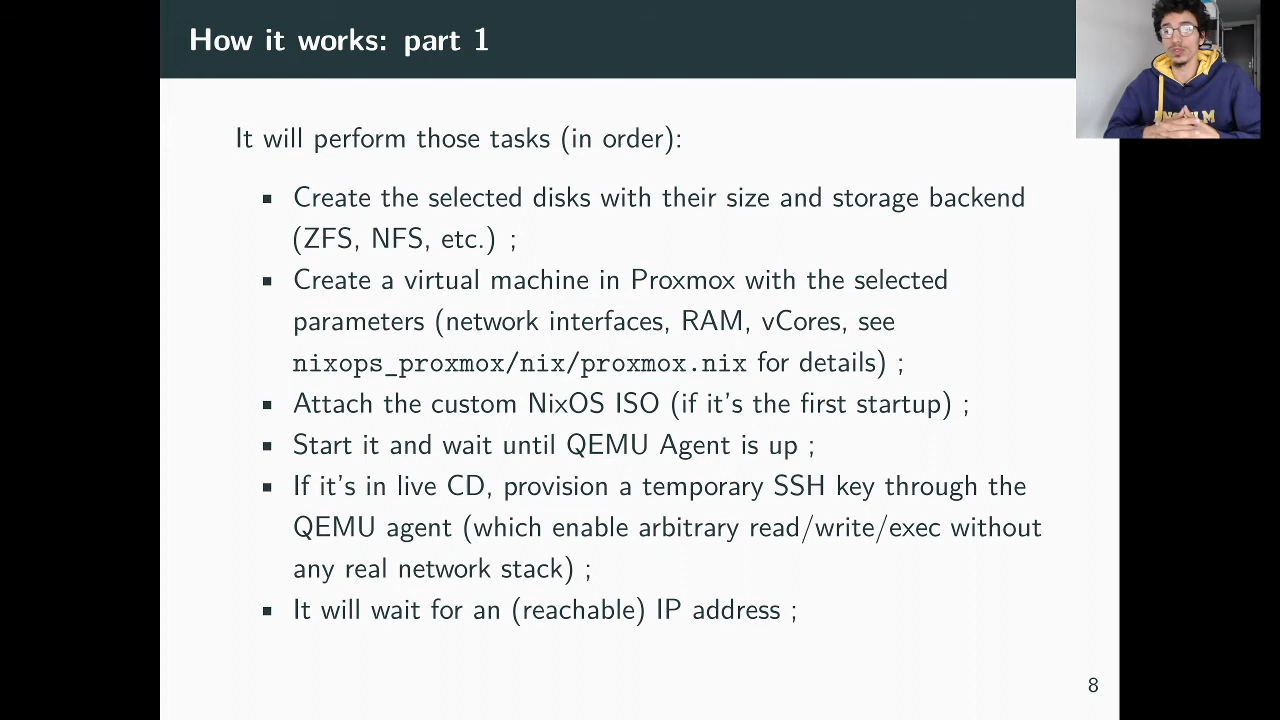 How it works: part 1
It will perform those tasks (in order):
▪ Create the selected disks with their size and storage backend
(ZFS, NFS, etc.) ;
▪ Create a virtual machine in Proxmox with the selected
parameters (network interfaces, RAM, vCores, see
nixops_proxmox/nix/proxmox.nix for details) ;
▪ Attach the custom NixOS ISO (if it's the first startup) ;
▪ Start it and wait until QEMU Agent is up ;
▪ If it's in live CD, provision a temporary SSH key through the
QEMU agent (which enable arbitrary read/write/exec without
any real network stack) ;
▪ It will wait for an (reachable) IP address ;
8